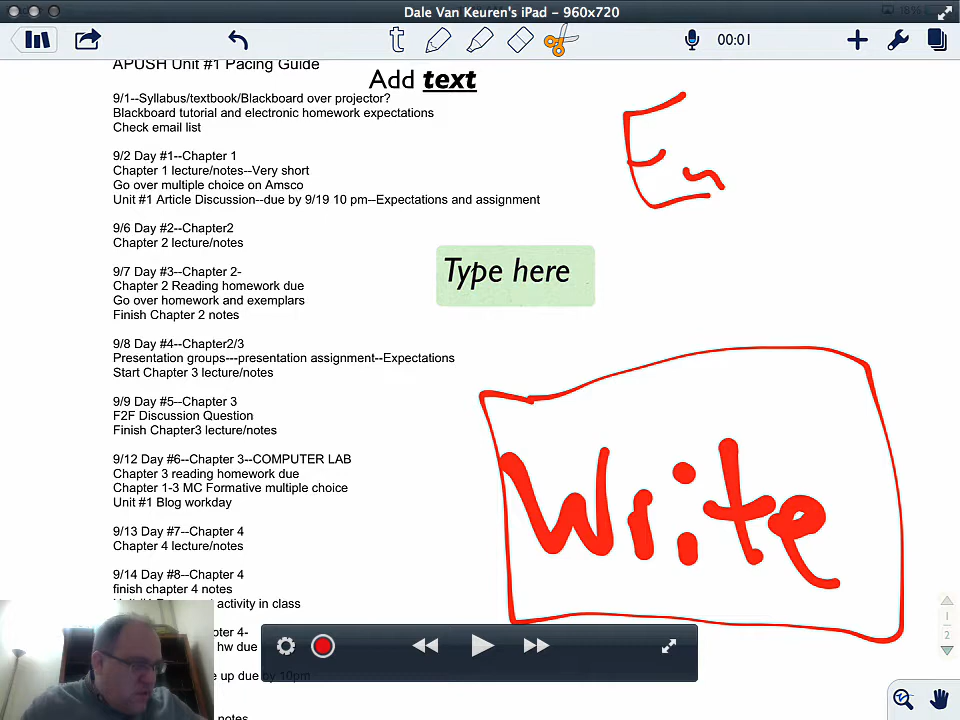 Dale Van Keuren's iPad - 960x720
18%
t
00:01
APUSH Unit #1 Pacing Guide
Add text
9/1--Syllabus/textbook/Blackboard over projector?
Blackboard tutorial and electronic homework expectations
Check email list
9/2 Day #1--Chapter 1
Chapter 1 lecture/notes--Very short
Go over multiple choice on Amsco
Unit #1 Article Discussion--due by 9/19 10 pm--Expectations and assignment
9/6 Day #2--Chapter2
Chapter 2 lecture/notes
9/7 Day #3--Chapter 2-
Chapter 2 Reading homework due
Go over homework and exemplars
Finish Chapter 2 notes
9/8 Day #4--Chapter2/3
Presentation groups---presentation assignment--Expectations
Start Chapter 3 lecture/notes
9/9 Day #5--Chapter 3
F2F Discussion Question
Finish Chapter3 lecture/notes
9/12 Day #6--Chapter 3--COMPUTER LAB
Chapter 3 reading homework due
Chapter 1-3 MC Formative multiple choice
Unit #1 Blog workday
9/13 Day #7--Chapter 4
Chapter 4 lecture/notes
9/14 Day #8--Chapter 4
finish chapter 4 notes
activity in class
4-
hw due
up due by 10pm
notes
En
Type here
Write
1
2